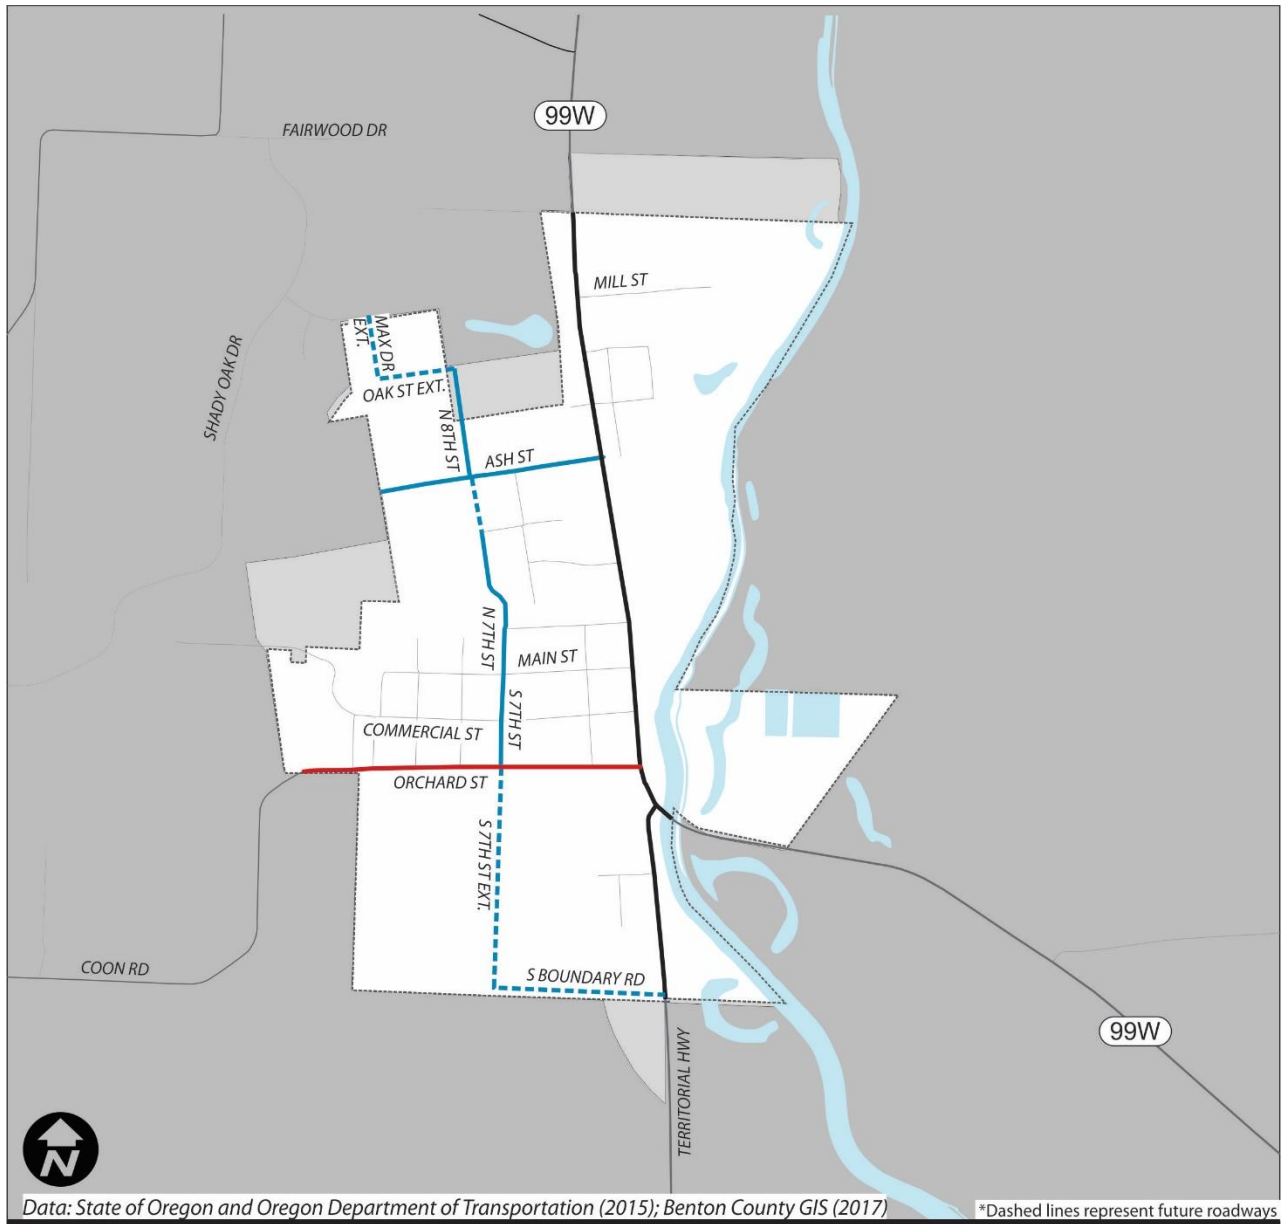 FAIRWOOD DR
99W
MILL ST
MAX DR
EXT.
SHADY OAK DR
OAK ST EXT.
N 8TH ST
ASH ST
N 7TH ST
MAIN ST
S 7TH ST
COMMERCIAL ST
ORCHARD ST
S 7TH ST EXT.
COON RD
S BOUNDARY RD
99W
TERRITORIAL HWY
N
Data: State of Oregon and Oregon Department of Transportation (2015); Benton County GIS (2017)
*Dashed lines represent future roadways